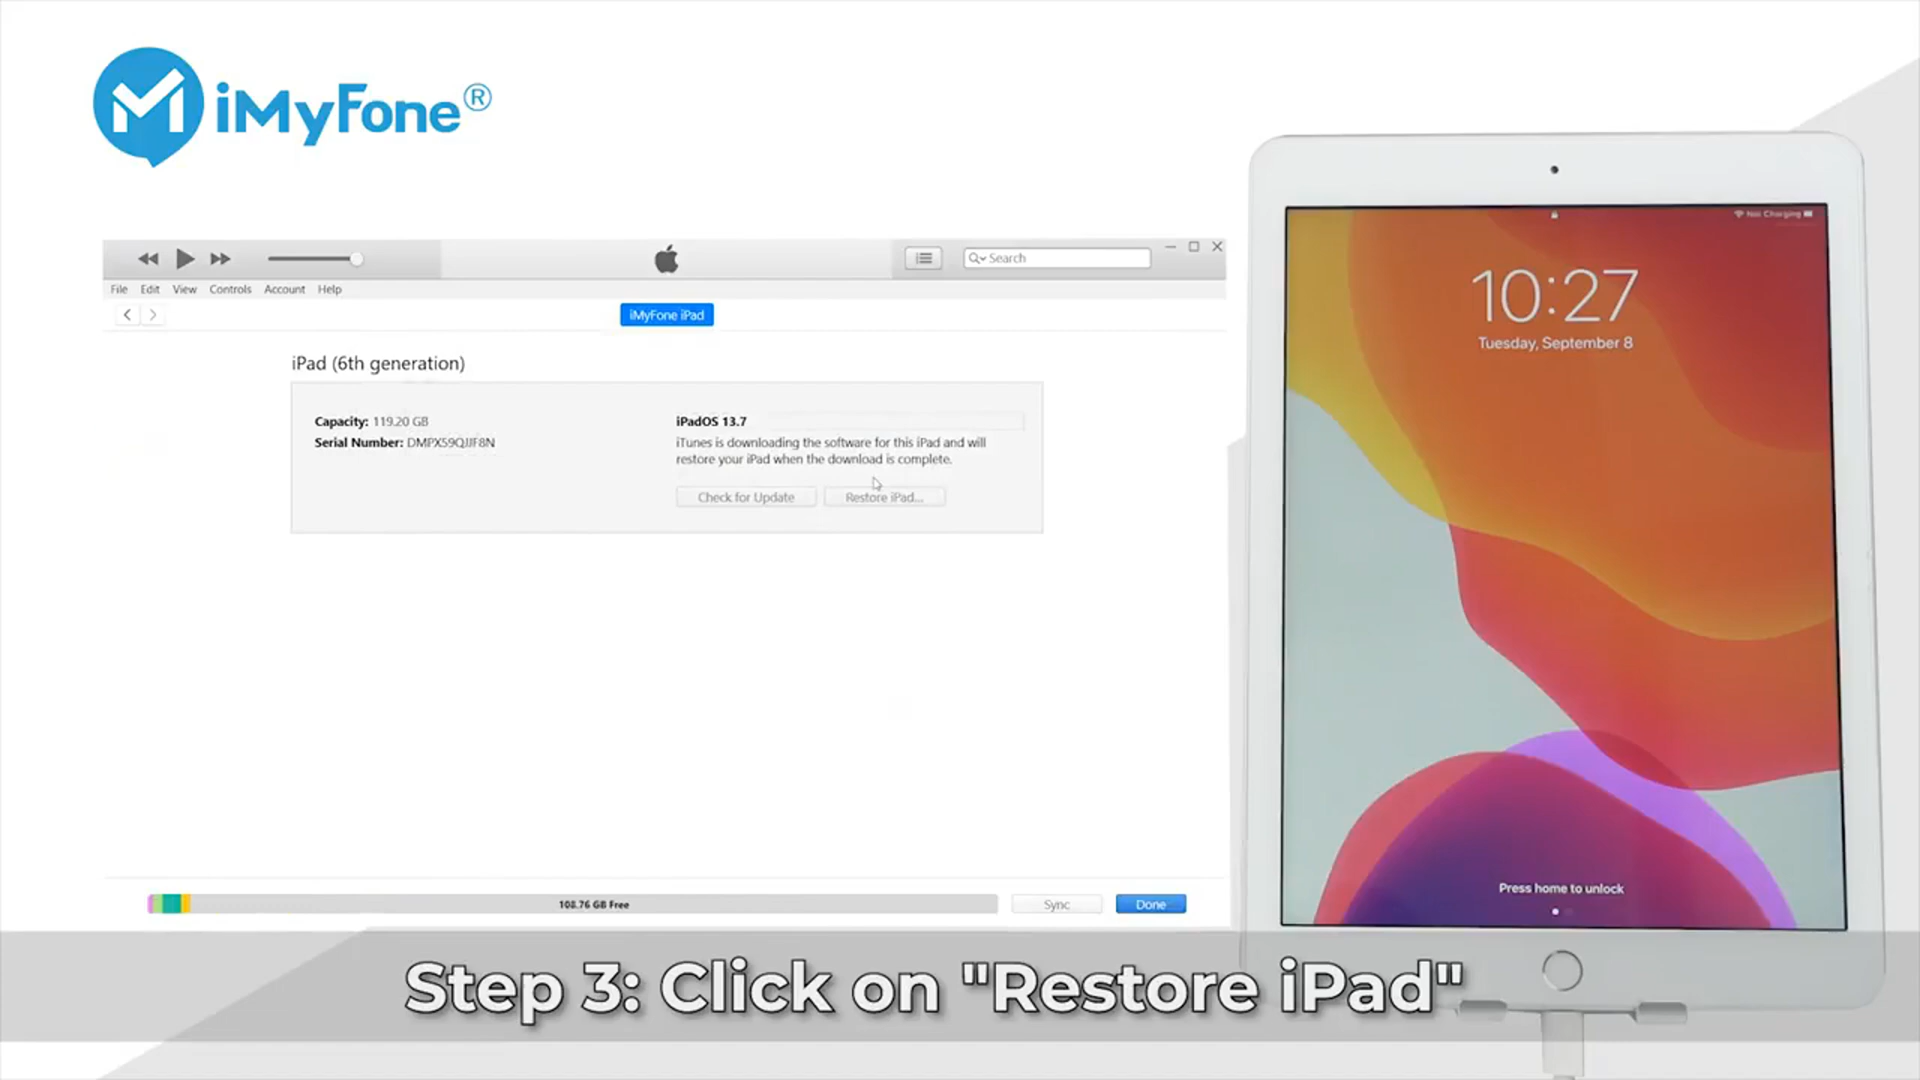 iMyFone®
Search
File Edit View Controls Account Help
iMyFone iPad
iPad (6th generation)
Capacity: 119.20 GB
Serial Number: DMPX59QJJF8N
iPadOS 13.7
iTunes is downloading the software for this iPad and will
restore your iPad when the download is complete.
Check for Update
Restore iPad...
108.76 GB Free
Sync
Done
Not Charging
10:27
Tuesday, September 8
Press home to unlock
Step 3: Click on "Restore iPad"